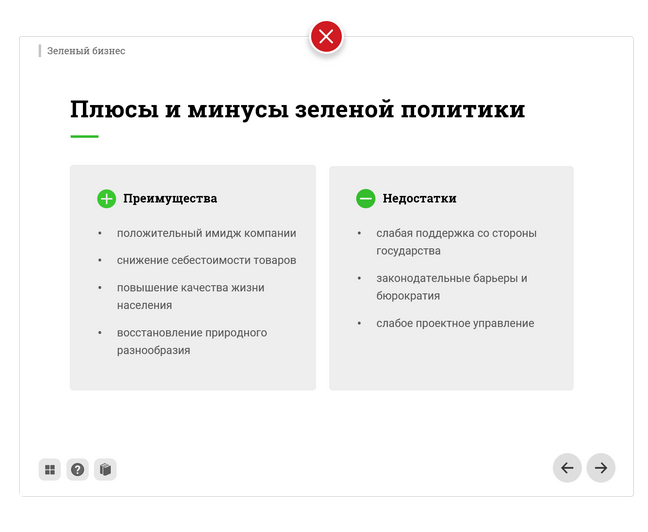 Зеленый бизнес
Плюсы и минусы зеленой политики
Преимущества
• положительный имидж компании
• снижение себестоимости товаров
• повышение качества жизни
населения
• восстановление природного
разнообразия
Недостатки
• слабая поддержка со стороны
государства
• законодательные барьеры и
бюрократия
• слабое проектное управление